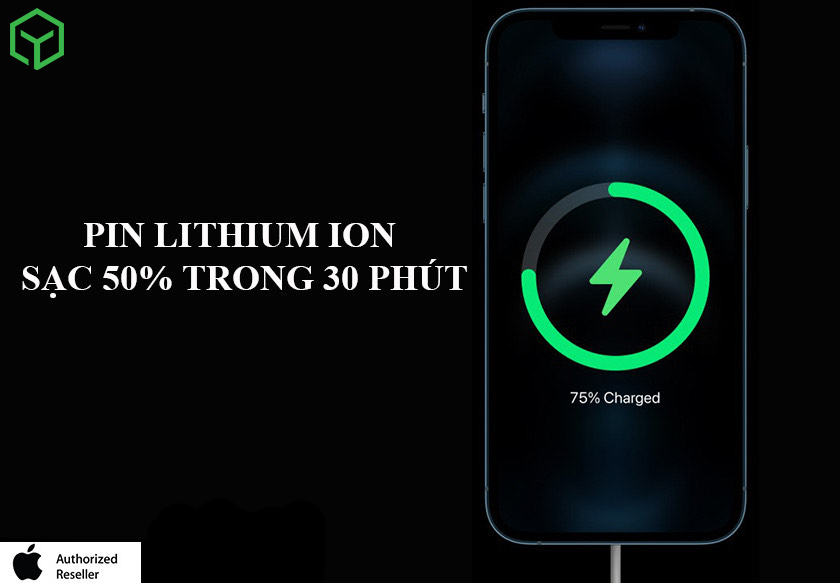 PIN LITHIUM ION
SẠC 50% TRONG 30 PHÚT
75% Charged
Authorized
Reseller